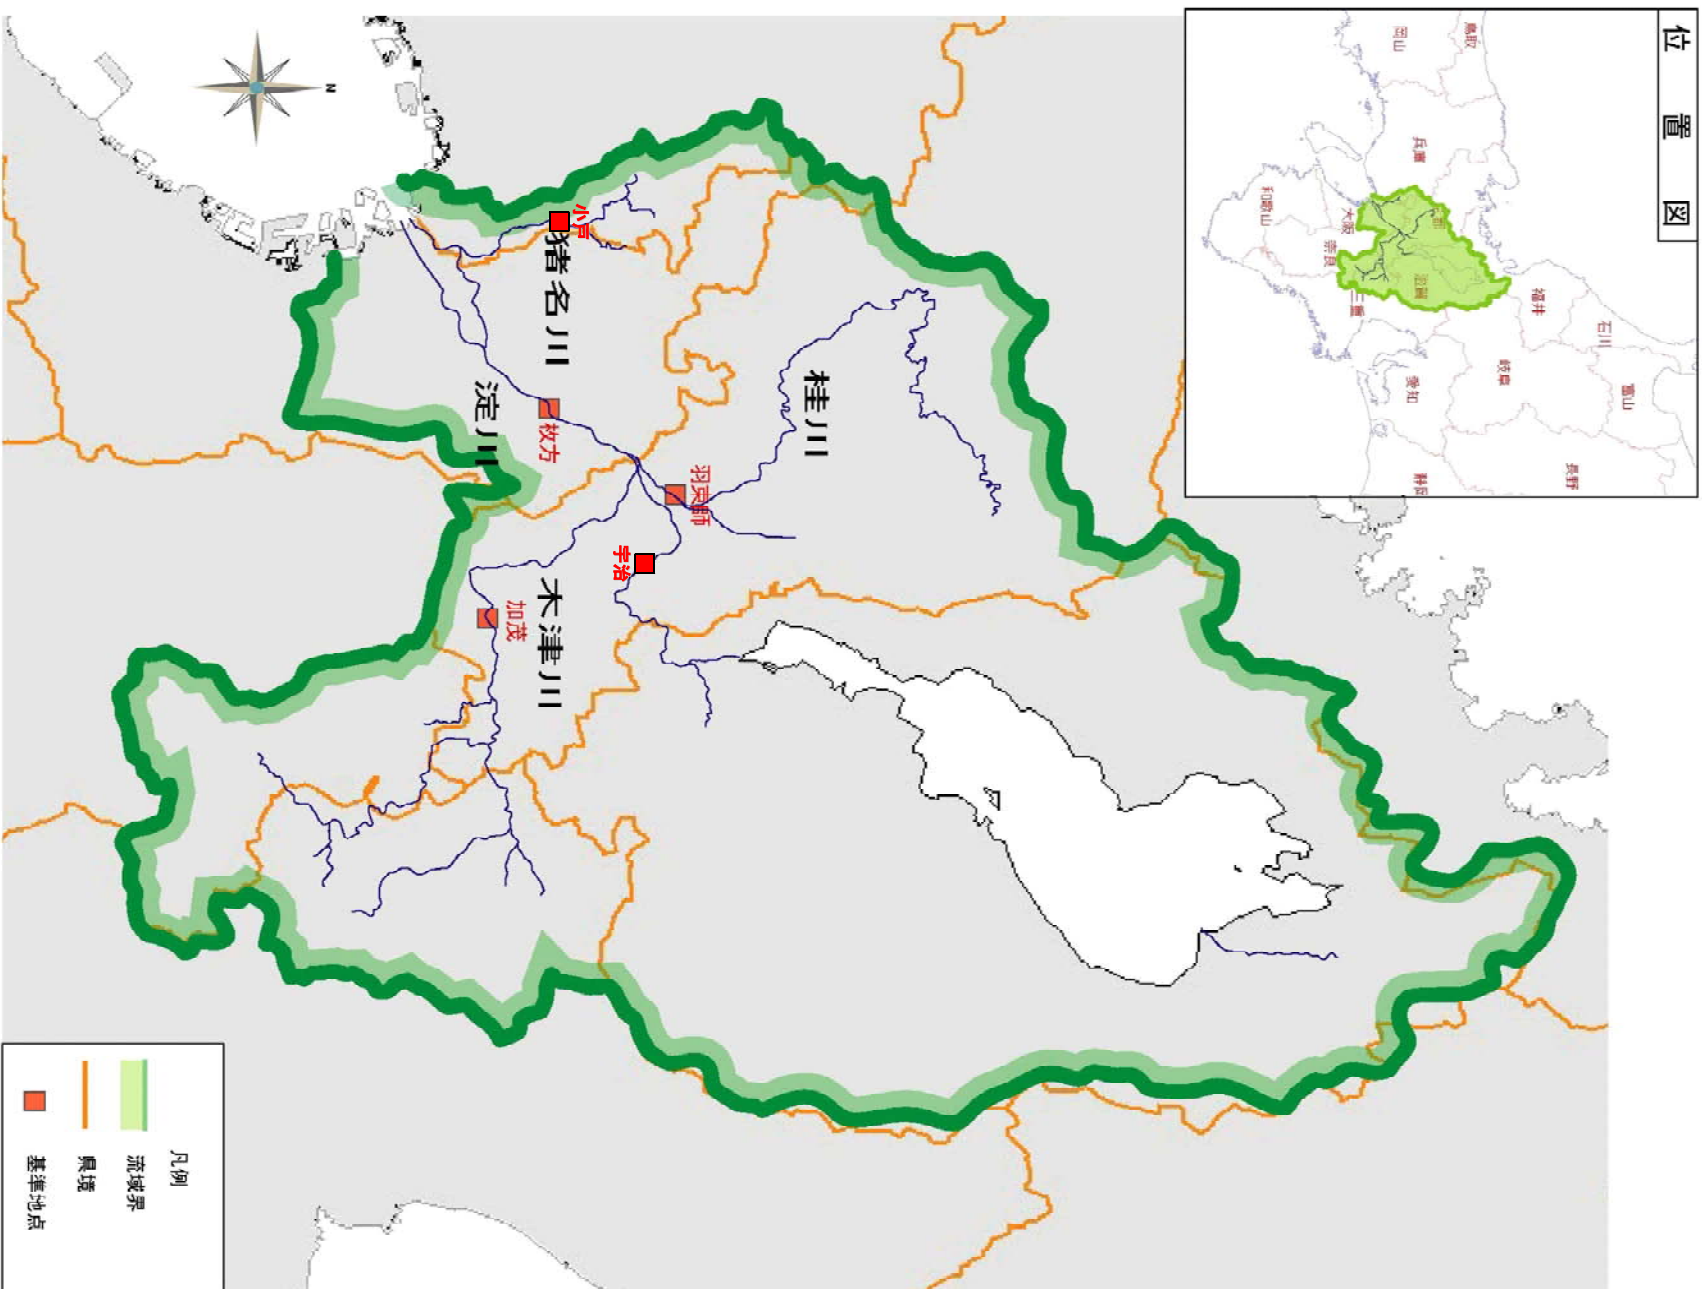 位置図
鳥取
岡山
兵庫
和歌山
大阪
奈良
三重
滋賀
福井
石川
岐阜
愛知
富山
長野
静岡
N
小戸
猪名川
淀川
枚方
桂川
羽束師
宇治
木津川
加茂
凡例
流域界
県境
基準地点